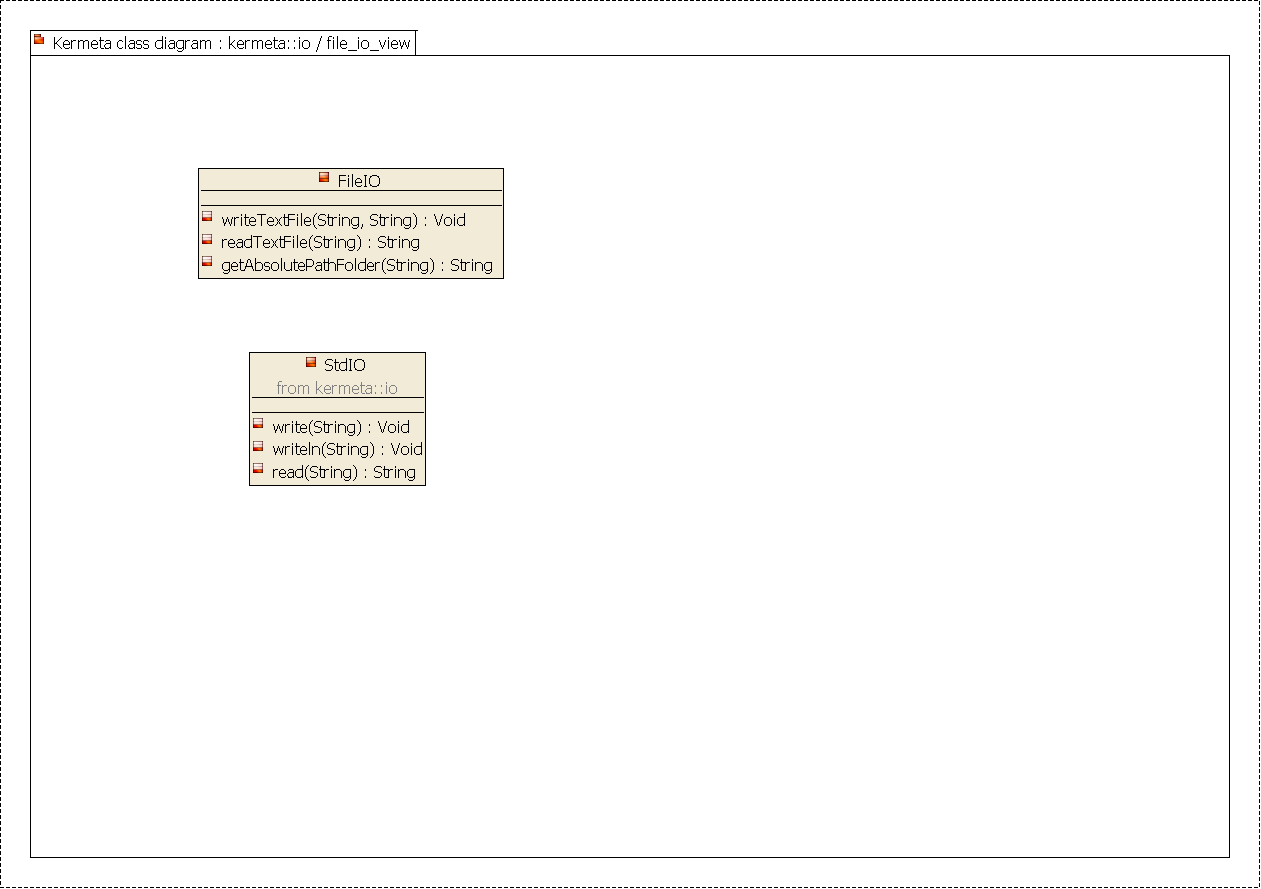 Kermeta class diagram : kermeta::io / file_io_view
FileIO
writeTextFile(String, String) : Void
readTextFile(String) : String
getAbsolutePathFolder(String) : String
StdIO
from kermeta::io
write(String) : Void
writeln(String) : Void
read(String) : String